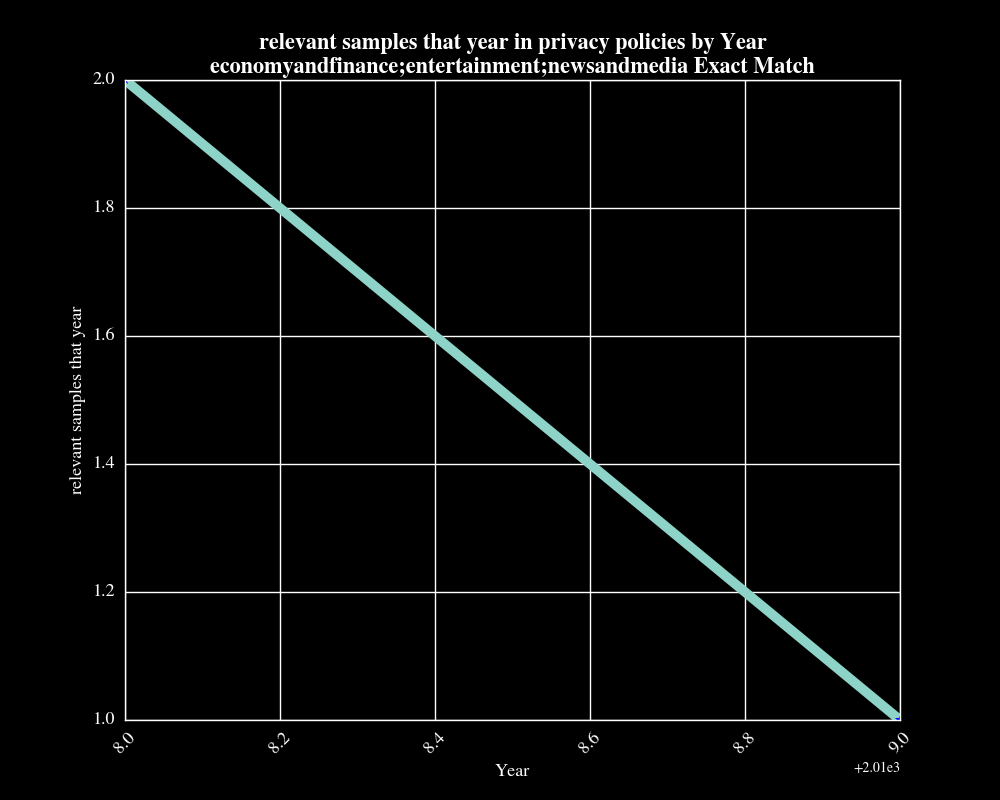 relevant samples that year in privacy policies by Year
economyandfinance;entertainment;newsandmedia Exact Match
2.0
1.8
1.6
1.4
1.2
1.0
relevant samples that year
8.0
8.2
8.4
8.6
8.8
9.0
Year
+2.01e3